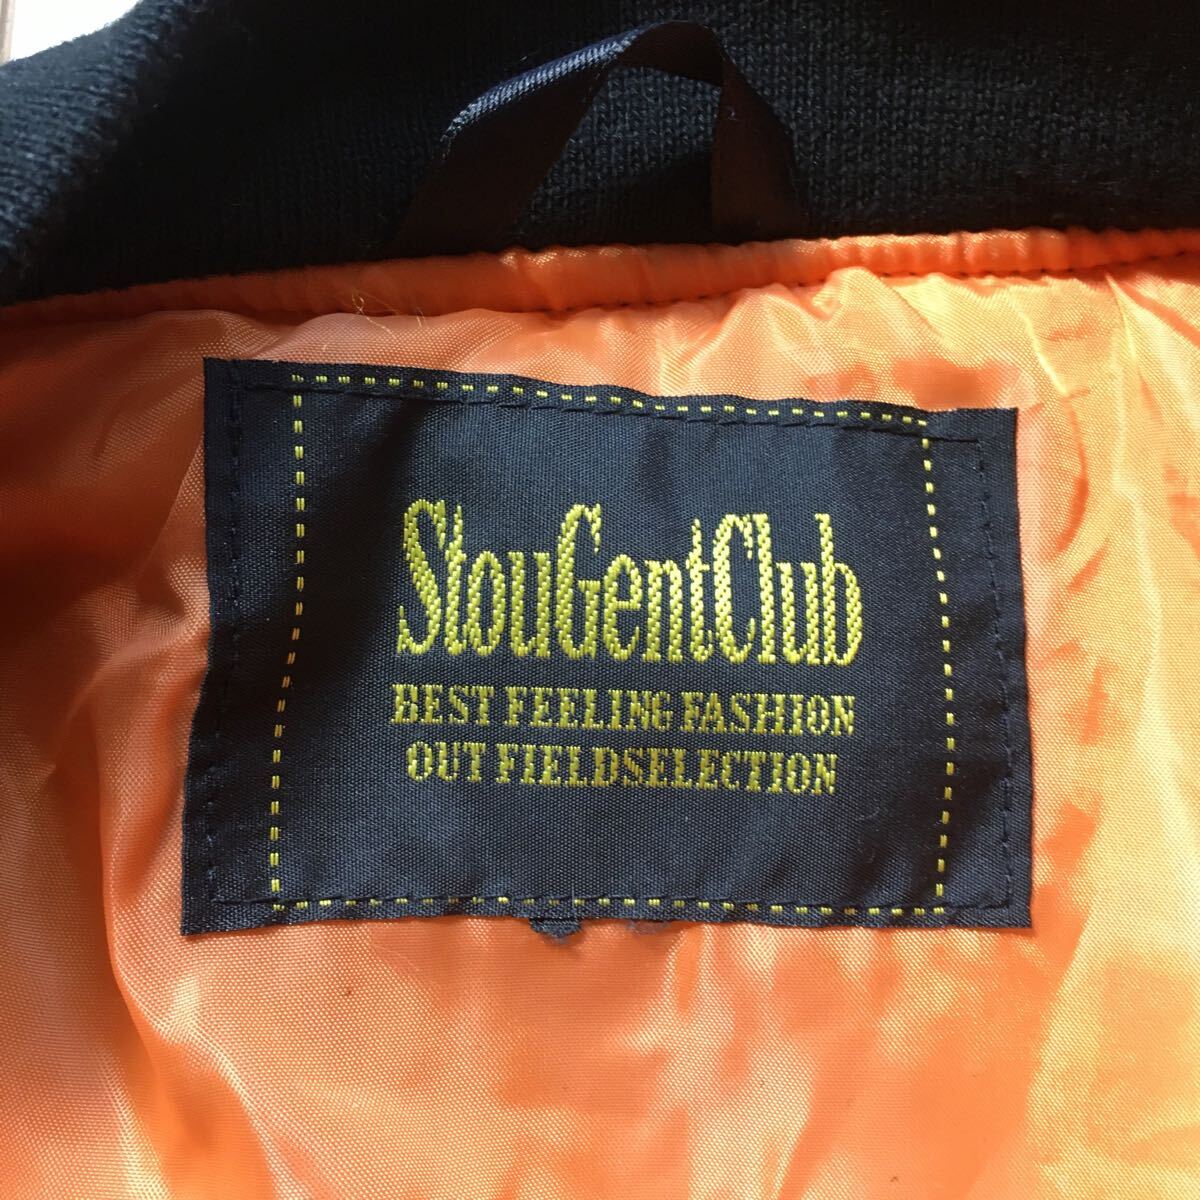 StouGentClub
BEST FEELING FASHION
OUT FIELDSELECTION